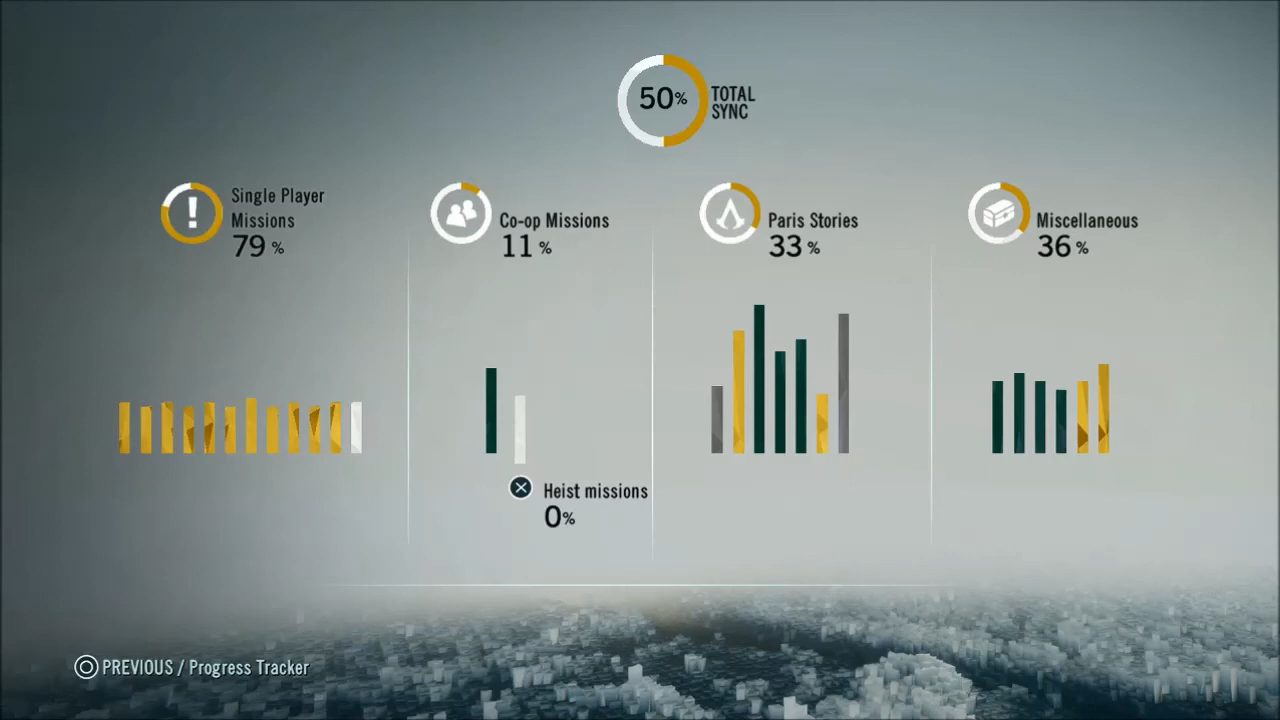 50%
TOTAL
SYNC
Single Player
Missions
79 %
Co-op Missions
11 %
Paris Stories
33 %
Miscellaneous
36 %
Heist missions
0%
PREVIOUS / Progress Tracker